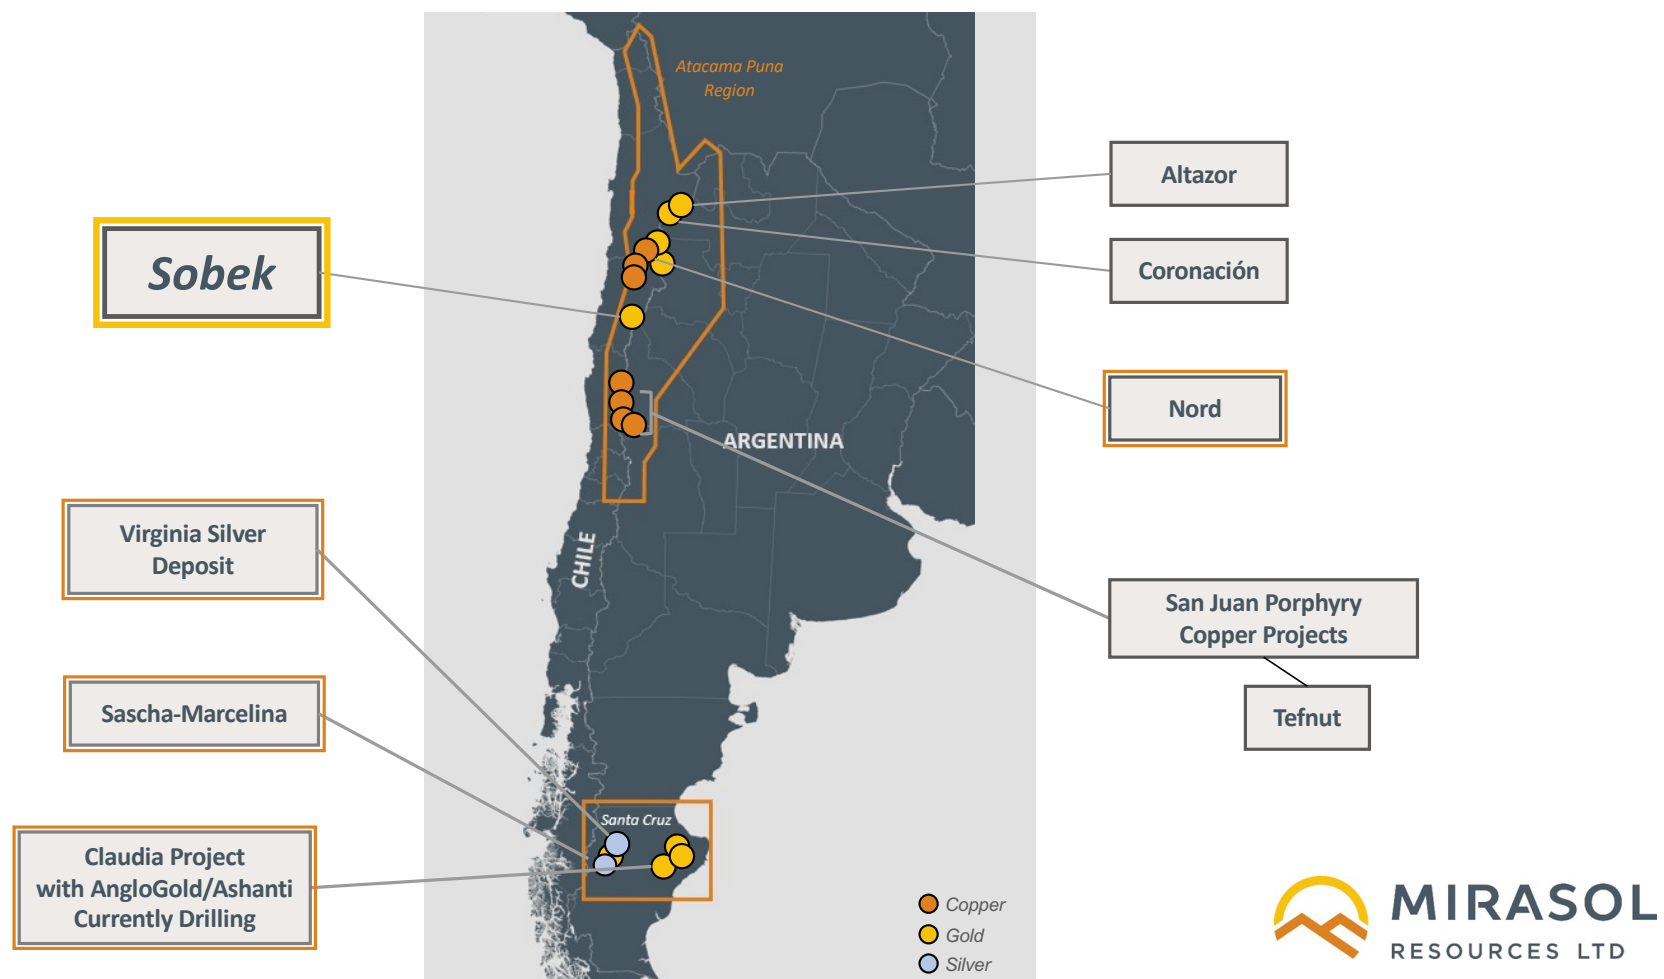 Atacama Puna
Region
Altazor
Sobek
Coronación
Nord
ARGENTINA
Virginia Silver
Deposit
CHILE
San Juan Porphyry
Copper Projects
Sascha-Marcelina
Tefnut
Santa Cruz
Claudia Project
with AngloGold/Ashanti
Currently Drilling
Copper
Gold
Silver
MIRASOL
RESOURCES LTD